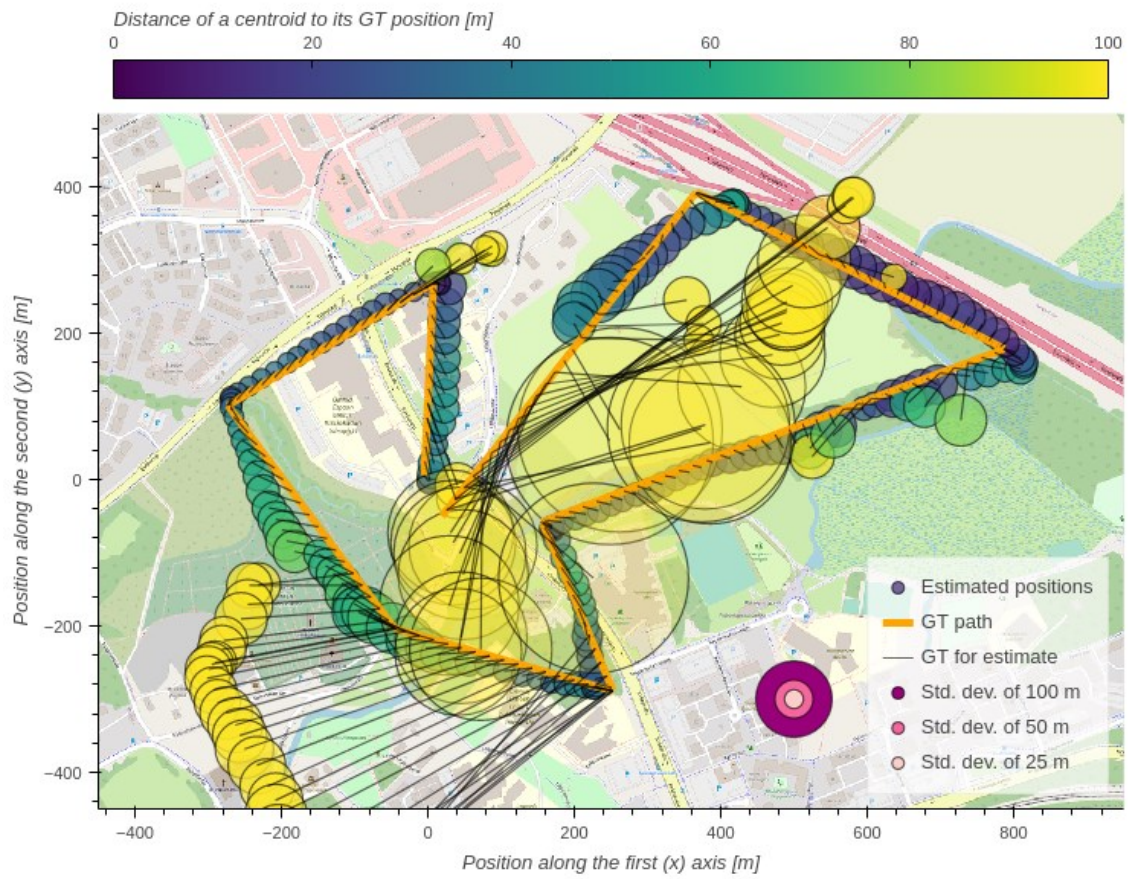 Distance of a centroid to its GT position [m]
0 20 40 60 80 100
Position along the second (y) axis [m]
400
200
0
−200
−400
Estimated positions
GT path
GT for estimate
Std. dev. of 100 m
Std. dev. of 50 m
Std. dev. of 25 m
−400 −200 0 200 400 600 800
Position along the first (x) axis [m]